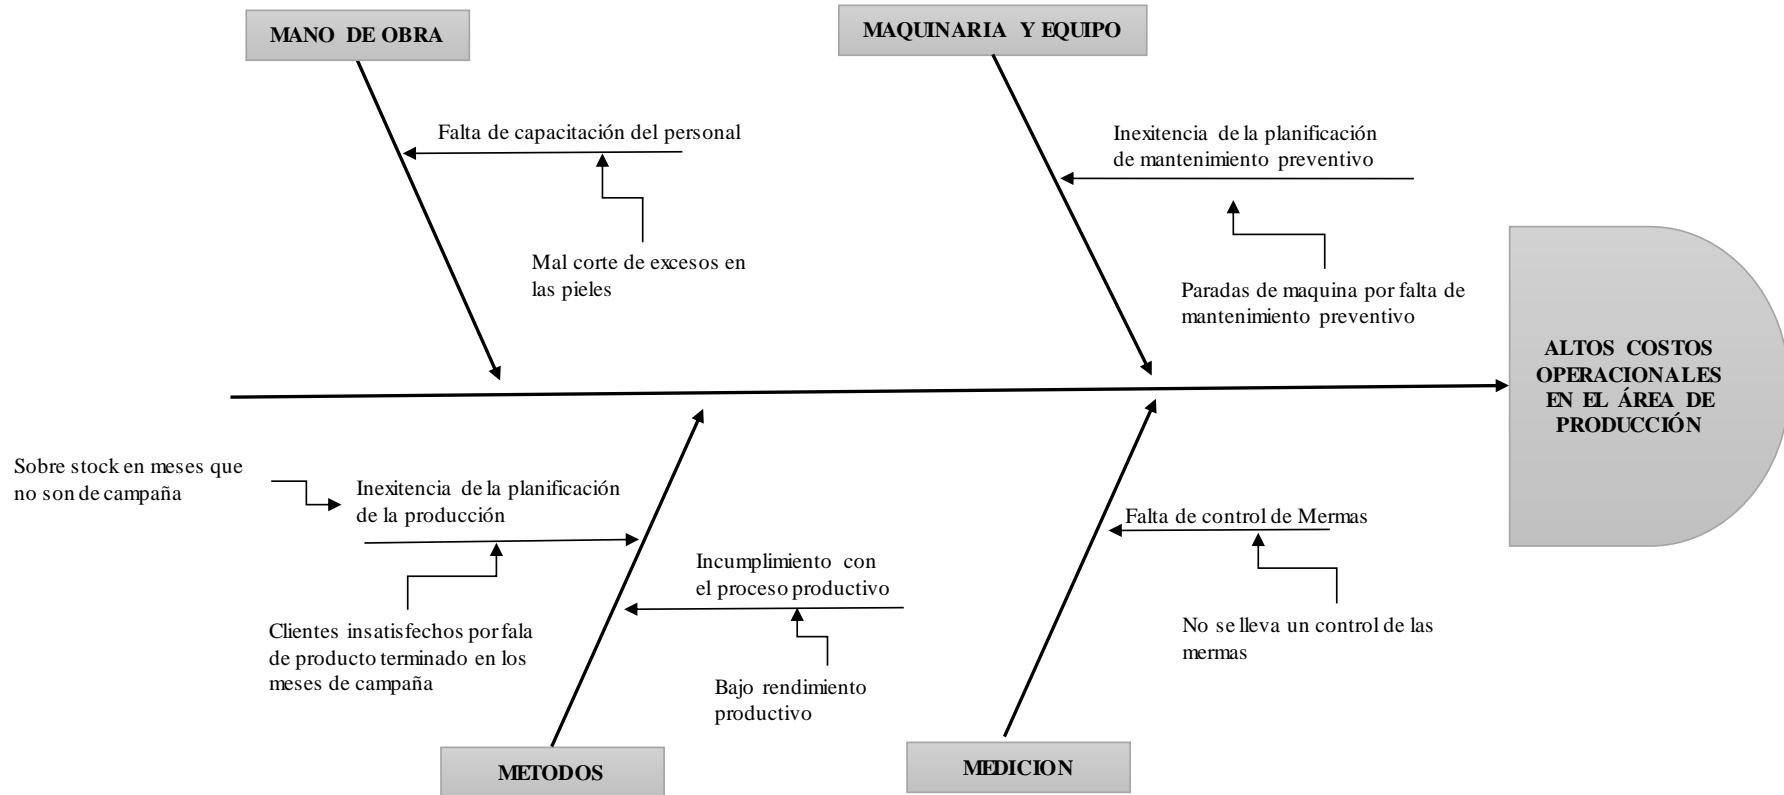 MANO DE OBRA
MAQUINARIA Y EQUIPO
Falta de capacitación del personal
Mal corte de excesos en
las pieles
Inexitencia de la planificación
de mantenimiento preventivo
Paradas de maquina por falta de
mantenimiento preventivo
ALTOS COSTOS
OPERACIONALES
EN EL ÁREA DE
PRODUCCIÓN
Sobre stock en meses que
no son de campaña
Inexitencia de la planificación
de la producción
Clientes insatisfechos por fala
de producto terminado en los
meses de campaña
Incumplimiento con
el proceso productivo
Bajo rendimiento
productivo
Falta de control de Mermas
No se lleva un control de las
mermas
METODOS
MEDICION